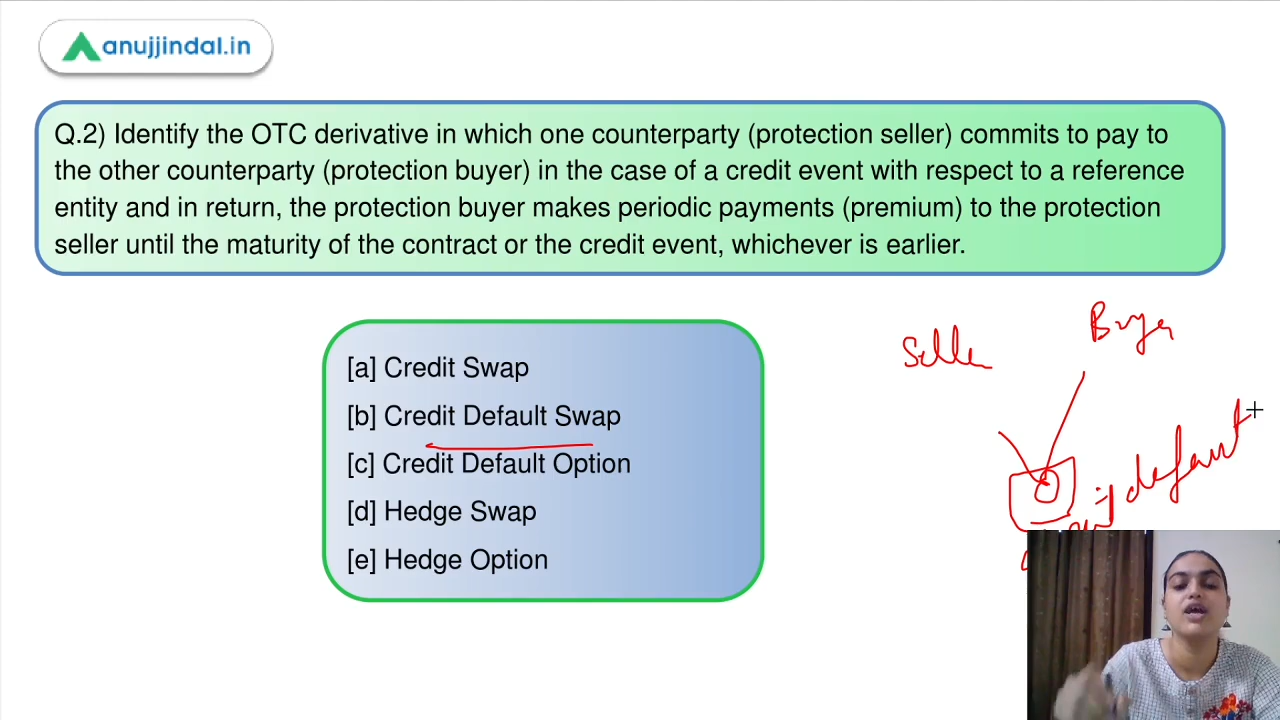 anujjindal.in
Q.2) Identify the OTC derivative in which one counterparty (protection seller) commits to pay to
the other counterparty (protection buyer) in the case of a credit event with respect to a reference
entity and in return, the protection buyer makes periodic payments (premium) to the protection
seller until the maturity of the contract or the credit event, whichever is earlier.
[a] Credit Swap
[b] Credit Default Swap
[c] Credit Default Option
[d] Hedge Swap
[e] Hedge Option
Seller
Buyer
default